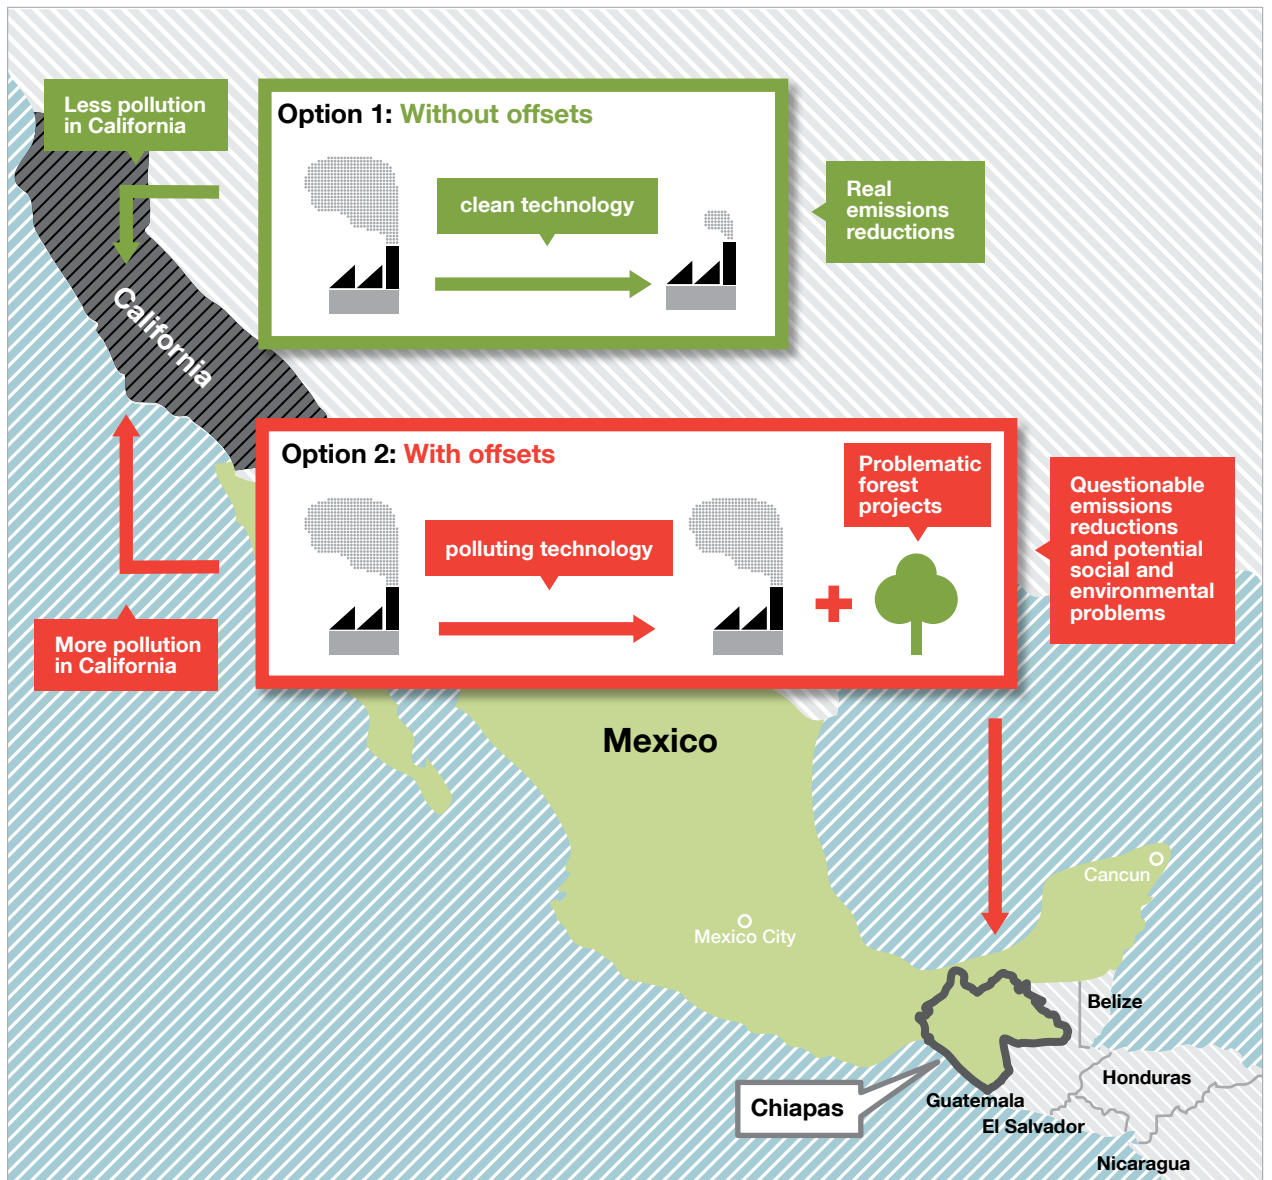 Less pollution
in California
Option 1: Without offsets
clean technology
Real
emissions
reductions
California
Option 2: With offsets
polluting technology
Problematic
forest
projects
Questionable
emissions
reductions
and potential
social and
environmental
problems
More pollution
in California
Mexico
Cancun
Mexico City
Belize
Honduras
Chiapas
Guatemala
El Salvador
Nicaragua